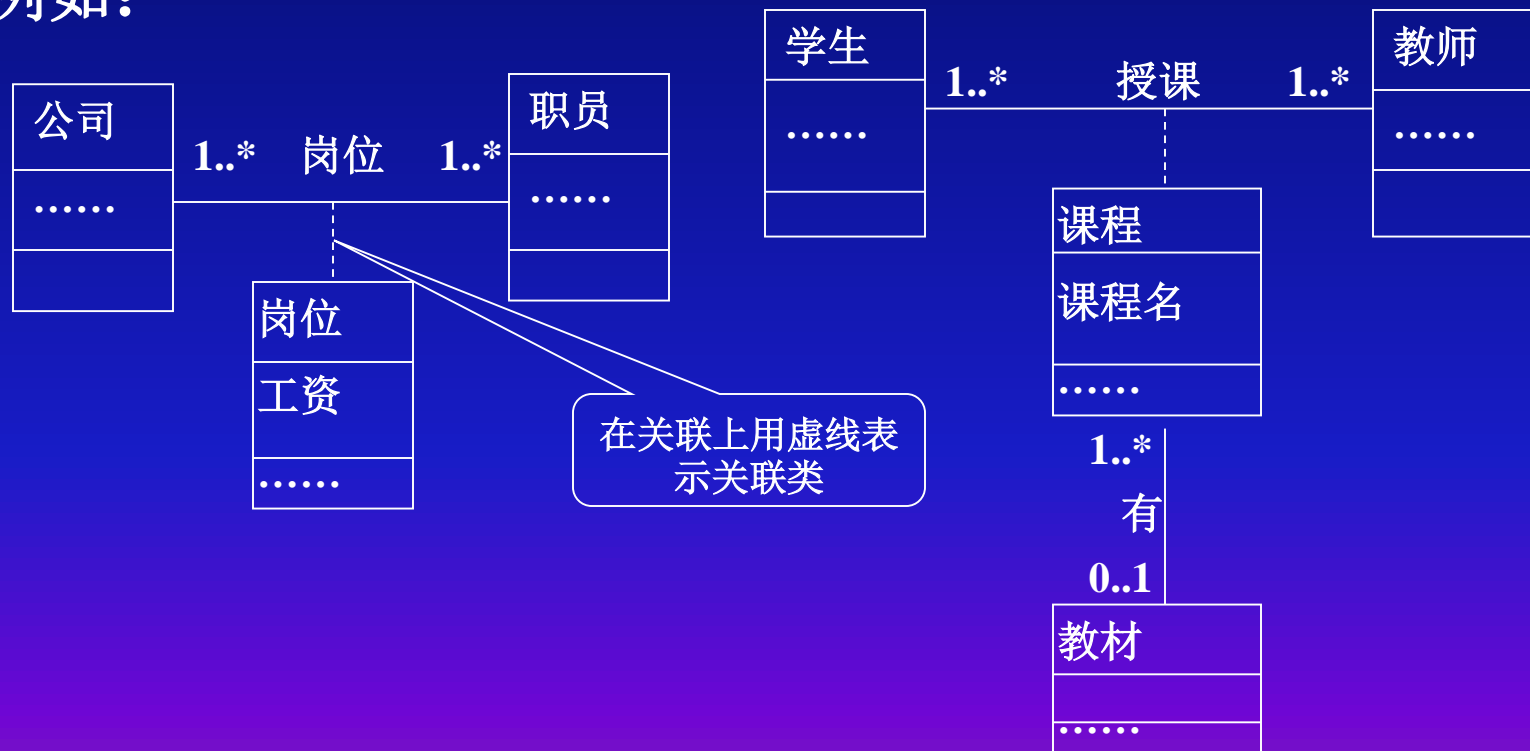 例如：
公司
……
1..* 岗位 1..*
职员
……
岗位
工资
……
在关联上用虚线表
示关联类
学生
……
1..* 授课 1..*
教师
……
课程
课程名
……
1..*
有
0..1
教材
……